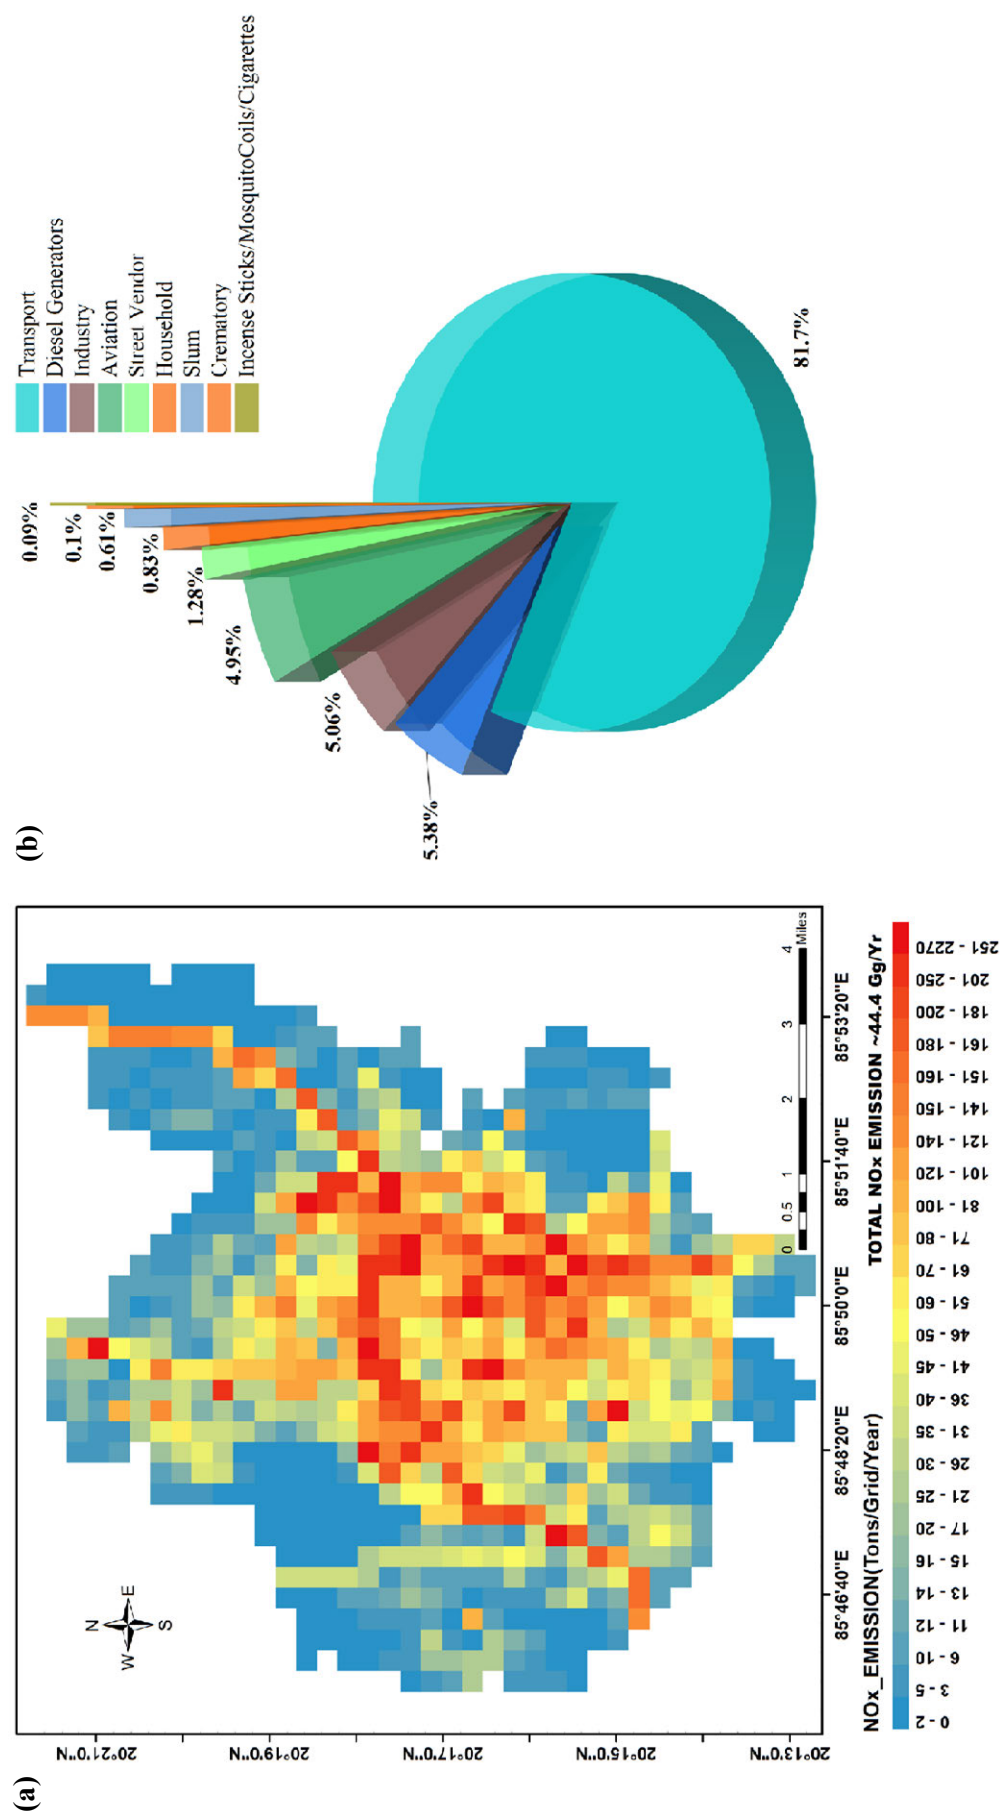 (a)
N
W
E
S
20°21'0"N
20°19'0"N
20°17'0"N
20°15'0"N
20°13'0"N
85°46'40"E
85°48'20"E
85°50'0"E
85°51'40"E
85°53'20"E
0 0.5 1 2 3 4
Miles
NOx_EMISSION(Tons/Grid/Year)
TOTAL NOx EMISSION ~44.4 Gg/Yr
0 - 2
3 - 5
6 - 10
11 - 12
13 - 14
15 - 16
17 - 20
21 - 25
26 - 30
31 - 35
36 - 40
41 - 45
46 - 50
51 - 60
61 - 70
71 - 80
81 - 100
101 - 120
121 - 140
141 - 150
151 - 160
161 - 180
181 - 200
201 - 250
251 - 2270
(b)
Transport
Diesel Generators
Industry
Aviation
Street Vendor
Household
Slum
Crematory
Incense Sticks/MosquitoCoils/Cigarettes
0.09%
0.1%
0.61%
0.83%
1.28%
4.95%
5.06%
5.38%
81.7%